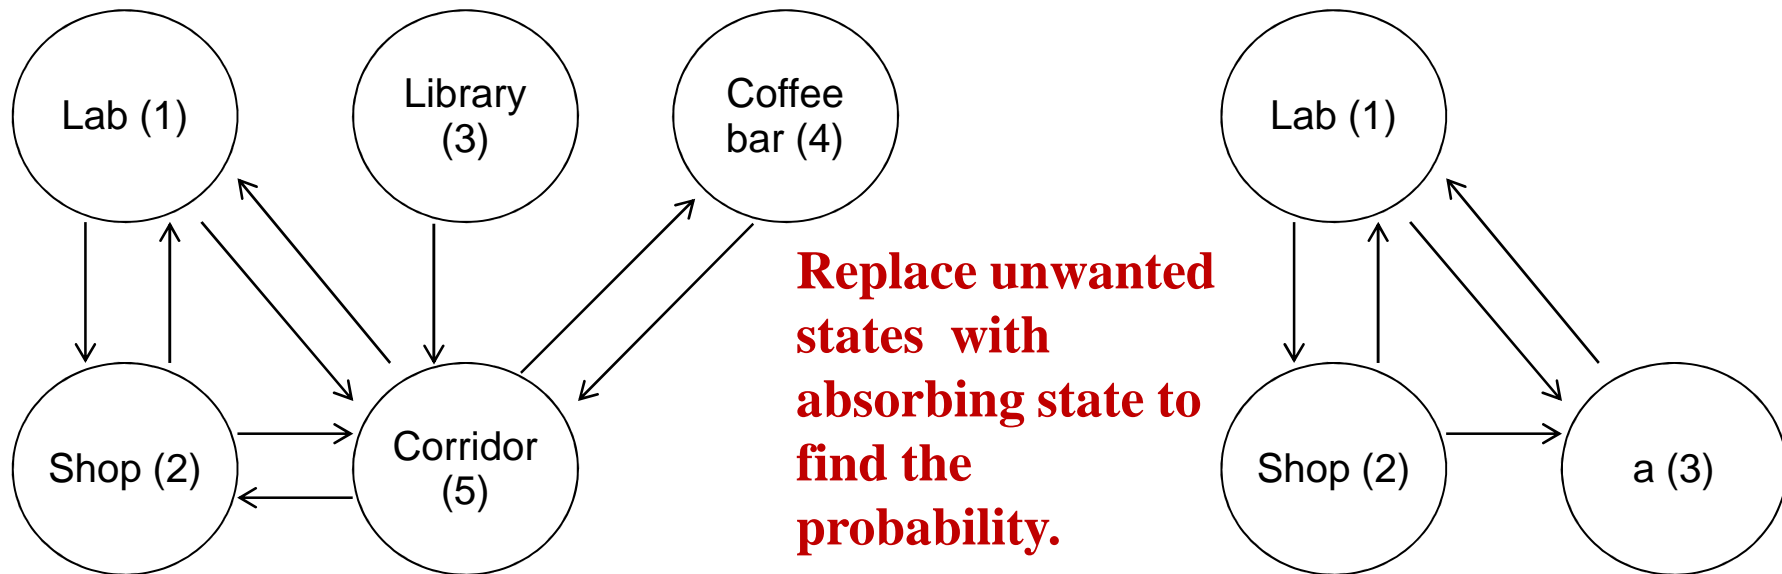 Lab (1)
Library
(3)
Coffee
bar (4)
Shop (2)
Corridor
(5)
Replace unwanted
states with
absorbing state to
find the
probability.
Lab (1)
Shop (2)
a (3)